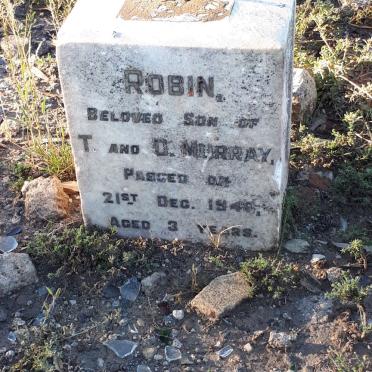 ROBIN,
BELOVED SON OF
T. AND D. MURRAY,
PASSED ON
21ST DEC. 1946,
AGED 3 YEARS.